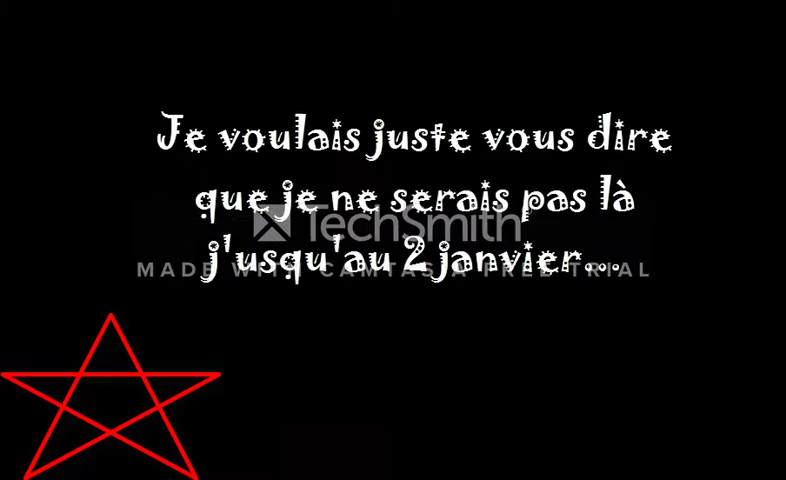 Je voulais juste vous dire
que je ne serais pas là
TechSmith
j'usqu'au 2 janvier...
MADE WITH CAMTASIA FREE TRIAL